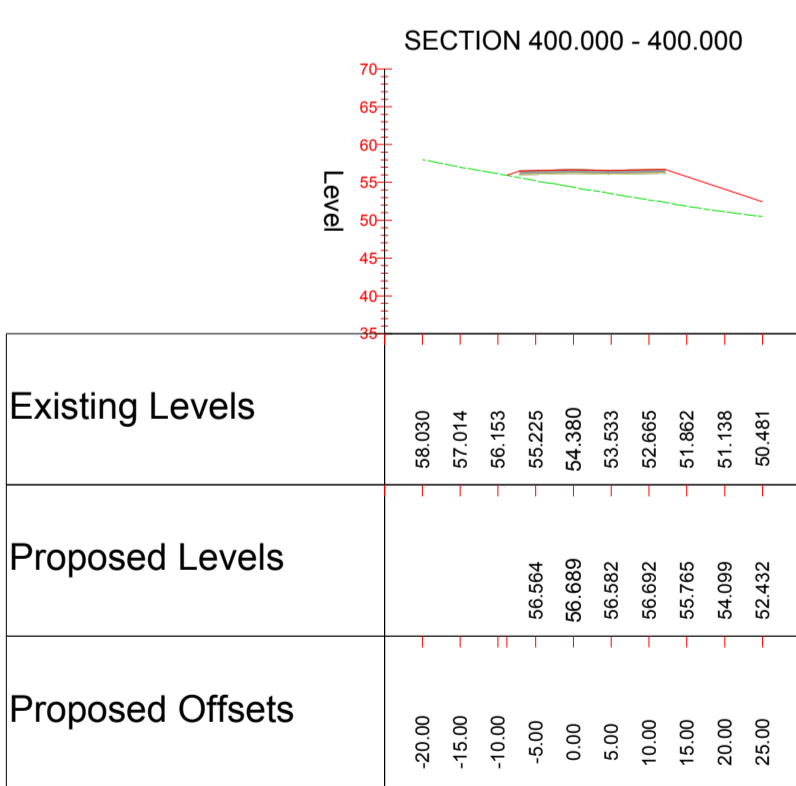 SECTION 400.000 - 400.000
70
65
60
55
50
45
40
35
Level
Existing Levels
58.030 57.014 56.153 55.225 54.380 53.533 52.665 51.862 51.138 50.481
Proposed Levels
56.564 56.689 56.582 56.692 55.765 54.099 52.432
Proposed Offsets
-20.00 -15.00 -10.00 -5.00 0.00 5.00 10.00 15.00 20.00 25.00